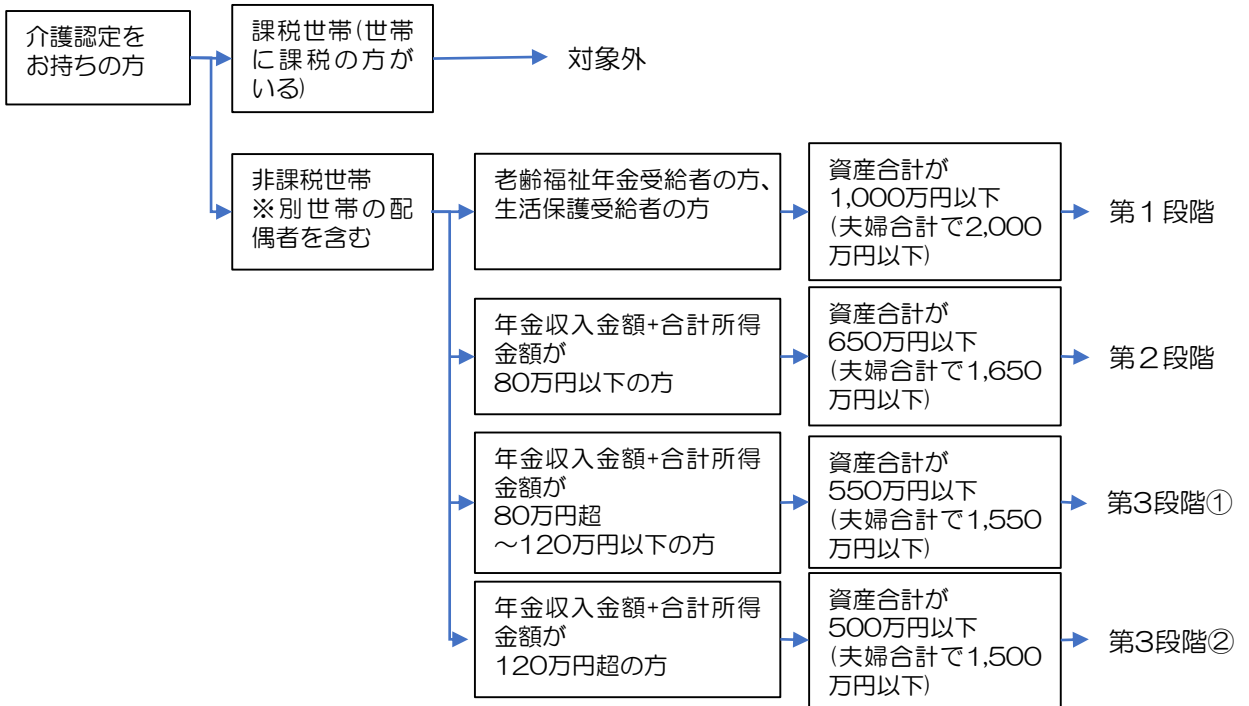 介護認定を
お持ちの方
課税世帯(世帯
に課税の方が
いる)
対象外
非課税世帯
※別世帯の配
偶者を含む
老齢福祉年金受給者の方、
生活保護受給者の方
資産合計が
1,000万円以下
(夫婦合計で2,000
万円以下)
第1段階
年金収入金額+合計所得
金額が
80万円以下の方
資産合計が
650万円以下
(夫婦合計で1,650
万円以下)
第2段階
年金収入金額+合計所得
金額が
80万円超
～120万円以下の方
資産合計が
550万円以下
(夫婦合計で1,550
万円以下)
第3段階①
年金収入金額+合計所得
金額が
120万円超の方
資産合計が
500万円以下
(夫婦合計で1,500
万円以下)
第3段階②